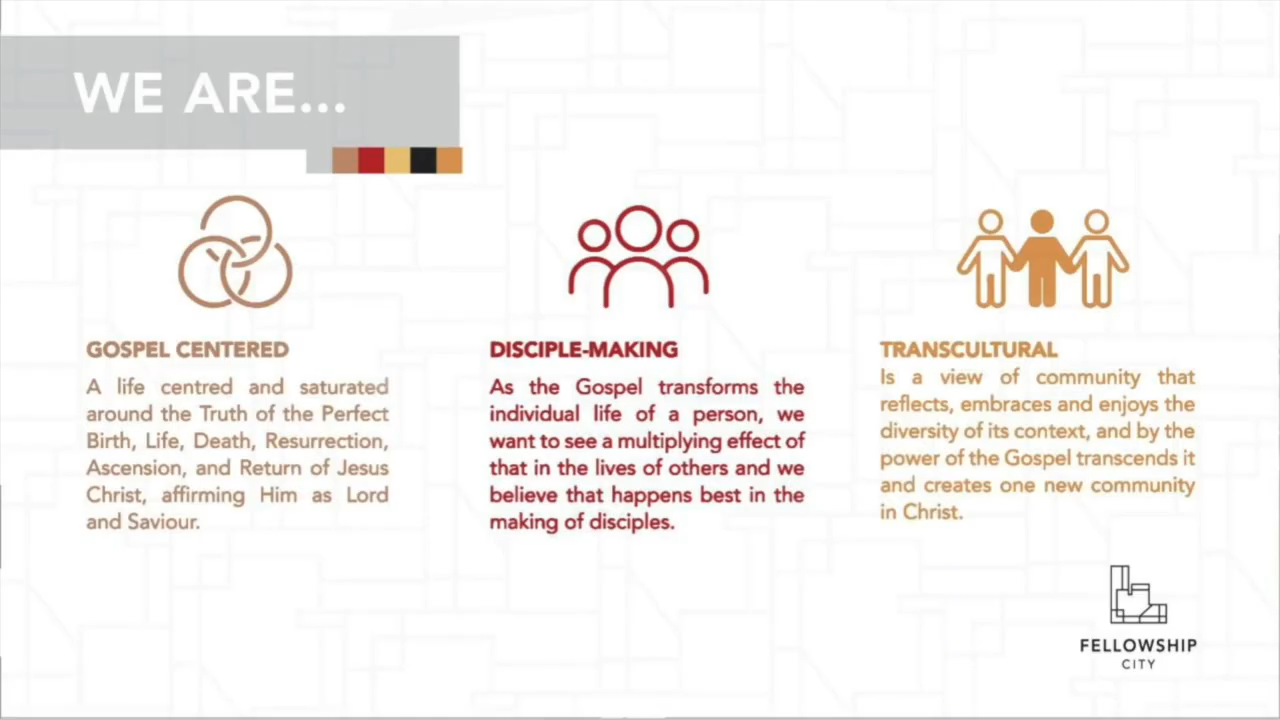 WE ARE...
GOSPEL CENTERED
A life centred and saturated
around the Truth of the Perfect
Birth, Life, Death, Resurrection,
Ascension, and Return of Jesus
Christ, affirming Him as Lord
and Saviour.
DISCIPLE-MAKING
As the Gospel transforms the
individual life of a person, we
want to see a multiplying effect of
that in the lives of others and we
believe that happens best in the
making of disciples.
TRANSCULTURAL
Is a view of community that
reflects, embraces and enjoys the
diversity of its context, and by the
power of the Gospel transcends it
and creates one new community
in Christ.
FELLOWSHIP
CITY